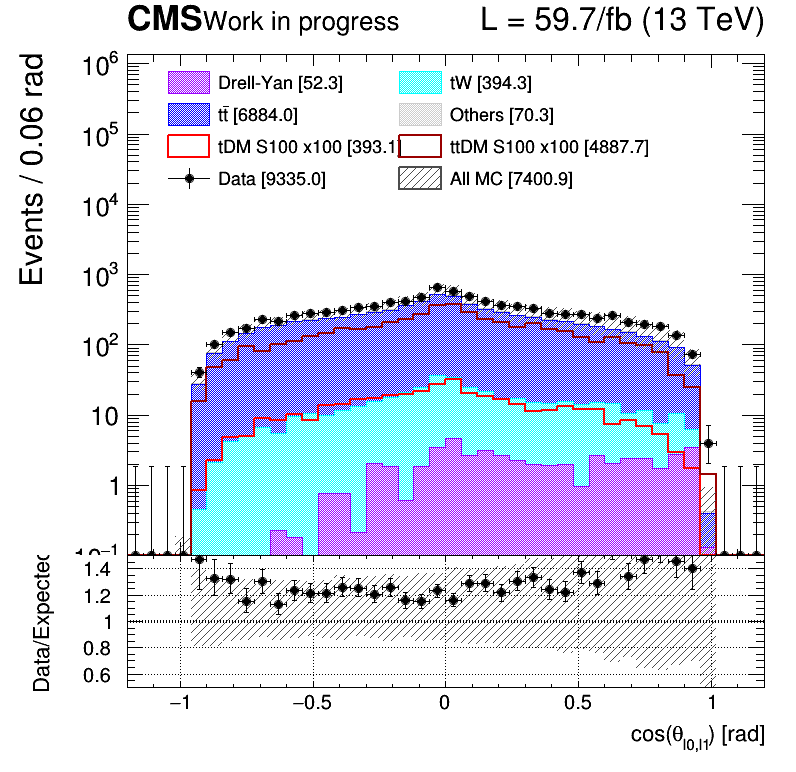 CMS Work in progress L = 59.7/fb (13 TeV)
Events / 0.06 rad
Drell-Yan [52.3] tW [394.3]
tt̄ [6884.0] Others [70.3]
tDM S100 x100 [393.1] ttDM S100 x100 [4887.7]
Data [9335.0] All MC [7400.9]
10⁶
10⁵
10⁴
10³
10²
10
1
10⁻¹
Data/Expected
1.4
1.2
1
0.8
0.6
−1 −0.5 0 0.5 1
cos(θ_l0,l1) [rad]